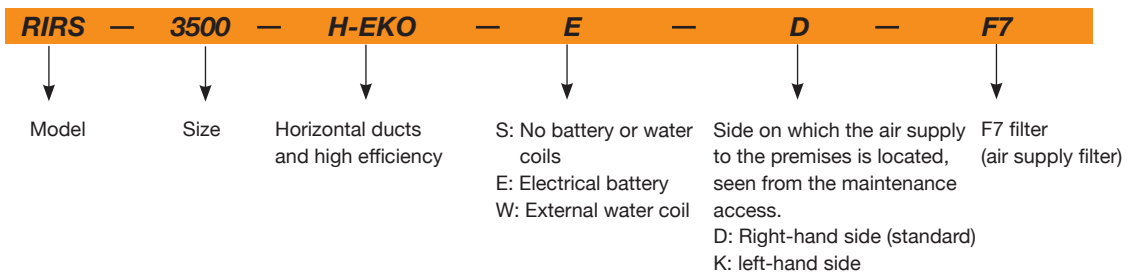 RIRS — 3500 — H-EKO — E — D — F7
Model
Size
Horizontal ducts
and high efficiency
S: No battery or water
coils
E: Electrical battery
W: External water coil
Side on which the air supply
to the premises is located,
seen from the maintenance
access.
D: Right-hand side (standard)
K: left-hand side
F7 filter
(air supply filter)